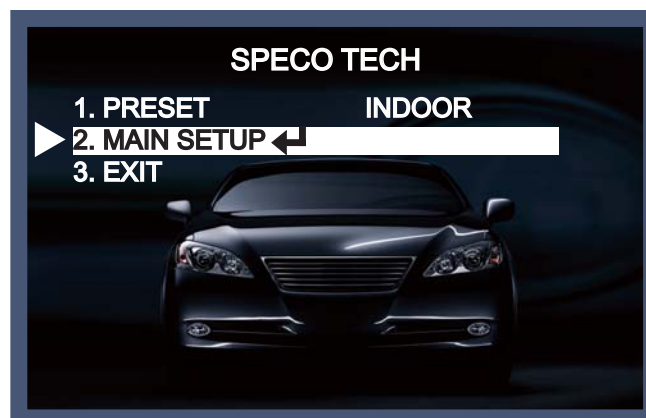 SPECO TECH
1. PRESET INDOOR
2. MAIN SETUP
3. EXIT